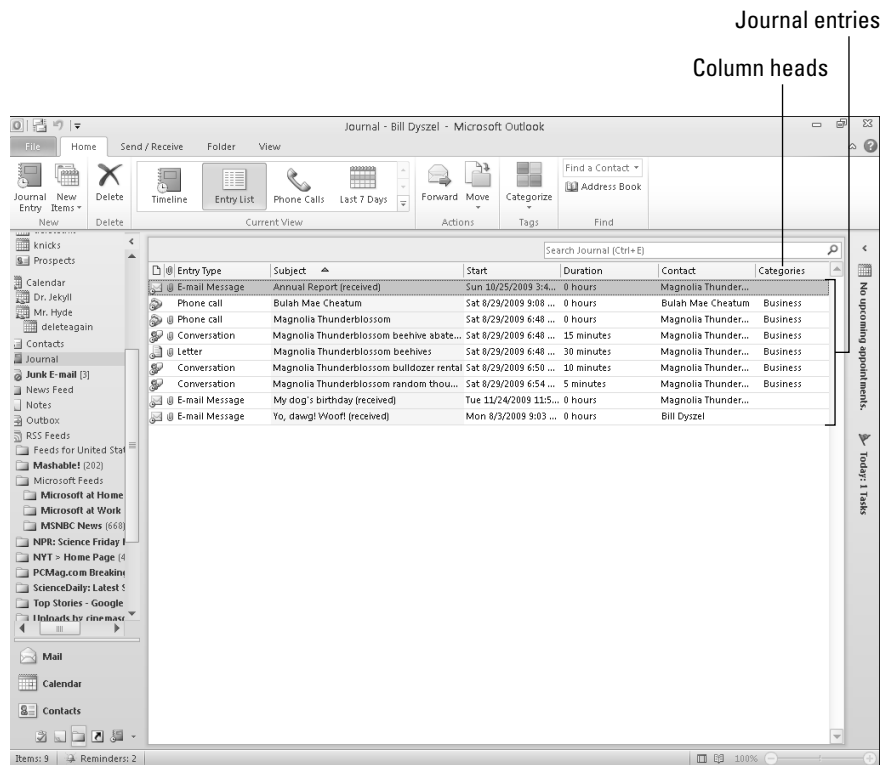 Journal entries
Column heads
Journal - Bill Dyszel - Microsoft Outlook
File Home Send / Receive Folder View
Journal Entry
New Items
Delete
Timeline
Entry List
Phone Calls
Last 7 Days
Forward
Move
Categorize
Find a Contact
Address Book
New Delete Current View Actions Tags Find
knicks
Prospects
Calendar
Dr. Jekyll
Mr. Hyde
deleteagain
Contacts
Journal
Junk E-mail [3]
News Feed
Notes
Outbox
RSS Feeds
Feeds for United Stat
Mashable! (202)
Microsoft Feeds
Microsoft at Home
Microsoft at Work
MSNBC News (668)
NPR: Science Friday
NYT > Home Page (4
PCMag.com Breaking
ScienceDaily: Latest S
Top Stories - Google
Mail
Calendar
Contacts
Search Journal (Ctrl+E)
Entry Type Subject Start Duration Contact Categories
E-mail Message Annual Report (received) Sun 10/25/2009 3:4... 0 hours Magnolia Thunder...
Phone call Bulah Mae Cheatum Sat 8/29/2009 9:08 ... 0 hours Bulah Mae Cheatum Business
Phone call Magnolia Thunderblossom Sat 8/29/2009 6:48 ... 0 hours Magnolia Thunder... Business
Conversation Magnolia Thunderblossom beehive abate... Sat 8/29/2009 6:48 ... 15 minutes Magnolia Thunder... Business
Letter Magnolia Thunderblossom beehives Sat 8/29/2009 6:48 ... 30 minutes Magnolia Thunder... Business
Conversation Magnolia Thunderblossom bulldozer rental Sat 8/29/2009 6:50 ... 10 minutes Magnolia Thunder... Business
Conversation Magnolia Thunderblossom random thou... Sat 8/29/2009 6:54 ... 5 minutes Magnolia Thunder... Business
E-mail Message My dog's birthday (received) Tue 11/24/2009 11:5... 0 hours Magnolia Thunder...
E-mail Message Yo, dawg! Woof! (received) Mon 8/3/2009 9:03 ... 0 hours Bill Dyszel
No upcoming appointments.
Today: 1 Tasks
Items: 9 Reminders: 2 100%